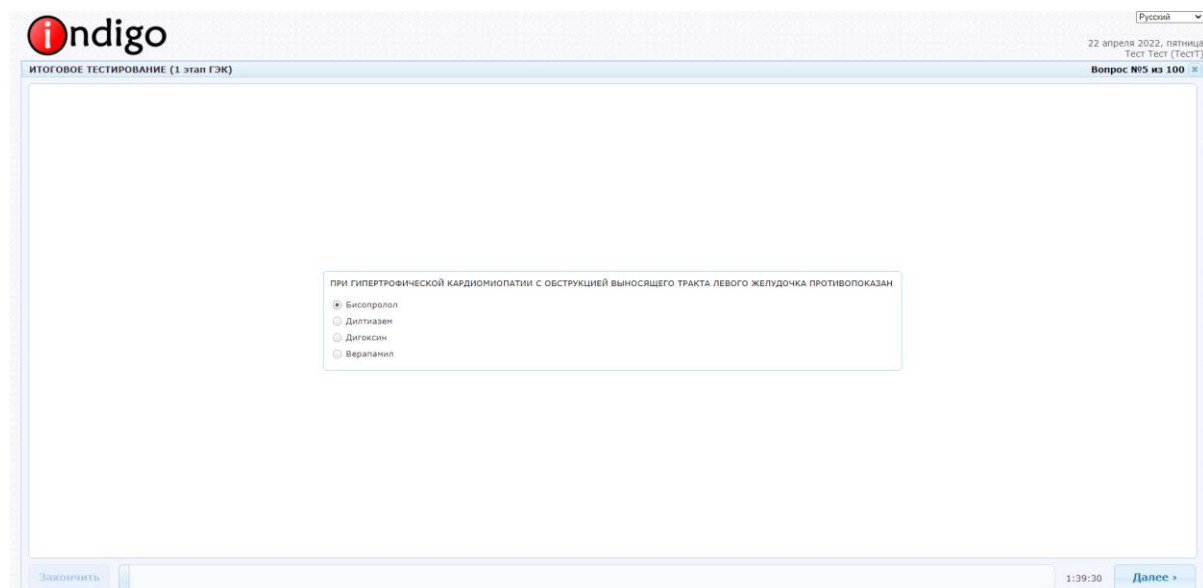 indigo
Русский
22 апреля 2022, пятница
Тест Тест (ТестТ)
ИТОГОВОЕ ТЕСТИРОВАНИЕ (1 этап ГЭК)
Вопрос №5 из 100
ПРИ ГИПЕРТРОФИЧЕСКОЙ КАРДИОМИОПАТИИ С ОБСТРУКЦИЕЙ ВЫНОСЯЩЕГО ТРАКТА ЛЕВОГО ЖЕЛУДОЧКА ПРОТИВОПОКАЗАН
Бисопролол
Дилтиазем
Дигоксин
Верапамил
Закончить
1:39:30
Далее ›